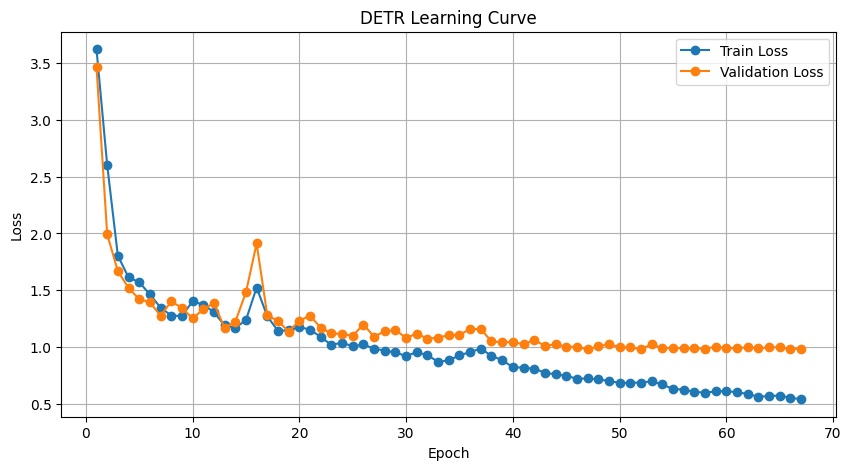 DETR Learning Curve
Train Loss
Validation Loss
3.5
3.0
2.5
2.0
1.5
1.0
0.5
Loss
0 10 20 30 40 50 60 70
Epoch